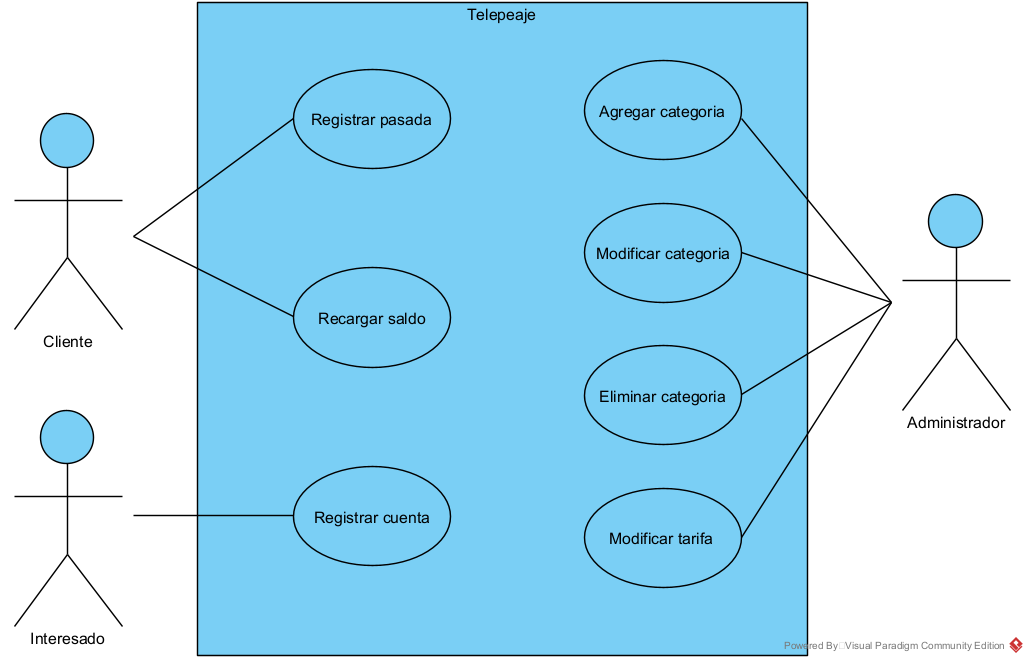 Telepeaje
Registrar pasada
Agregar categoria
Modificar categoria
Recargar saldo
Cliente
Eliminar categoria
Administrador
Registrar cuenta
Modificar tarifa
Interesado
Powered By Visual Paradigm Community Edition